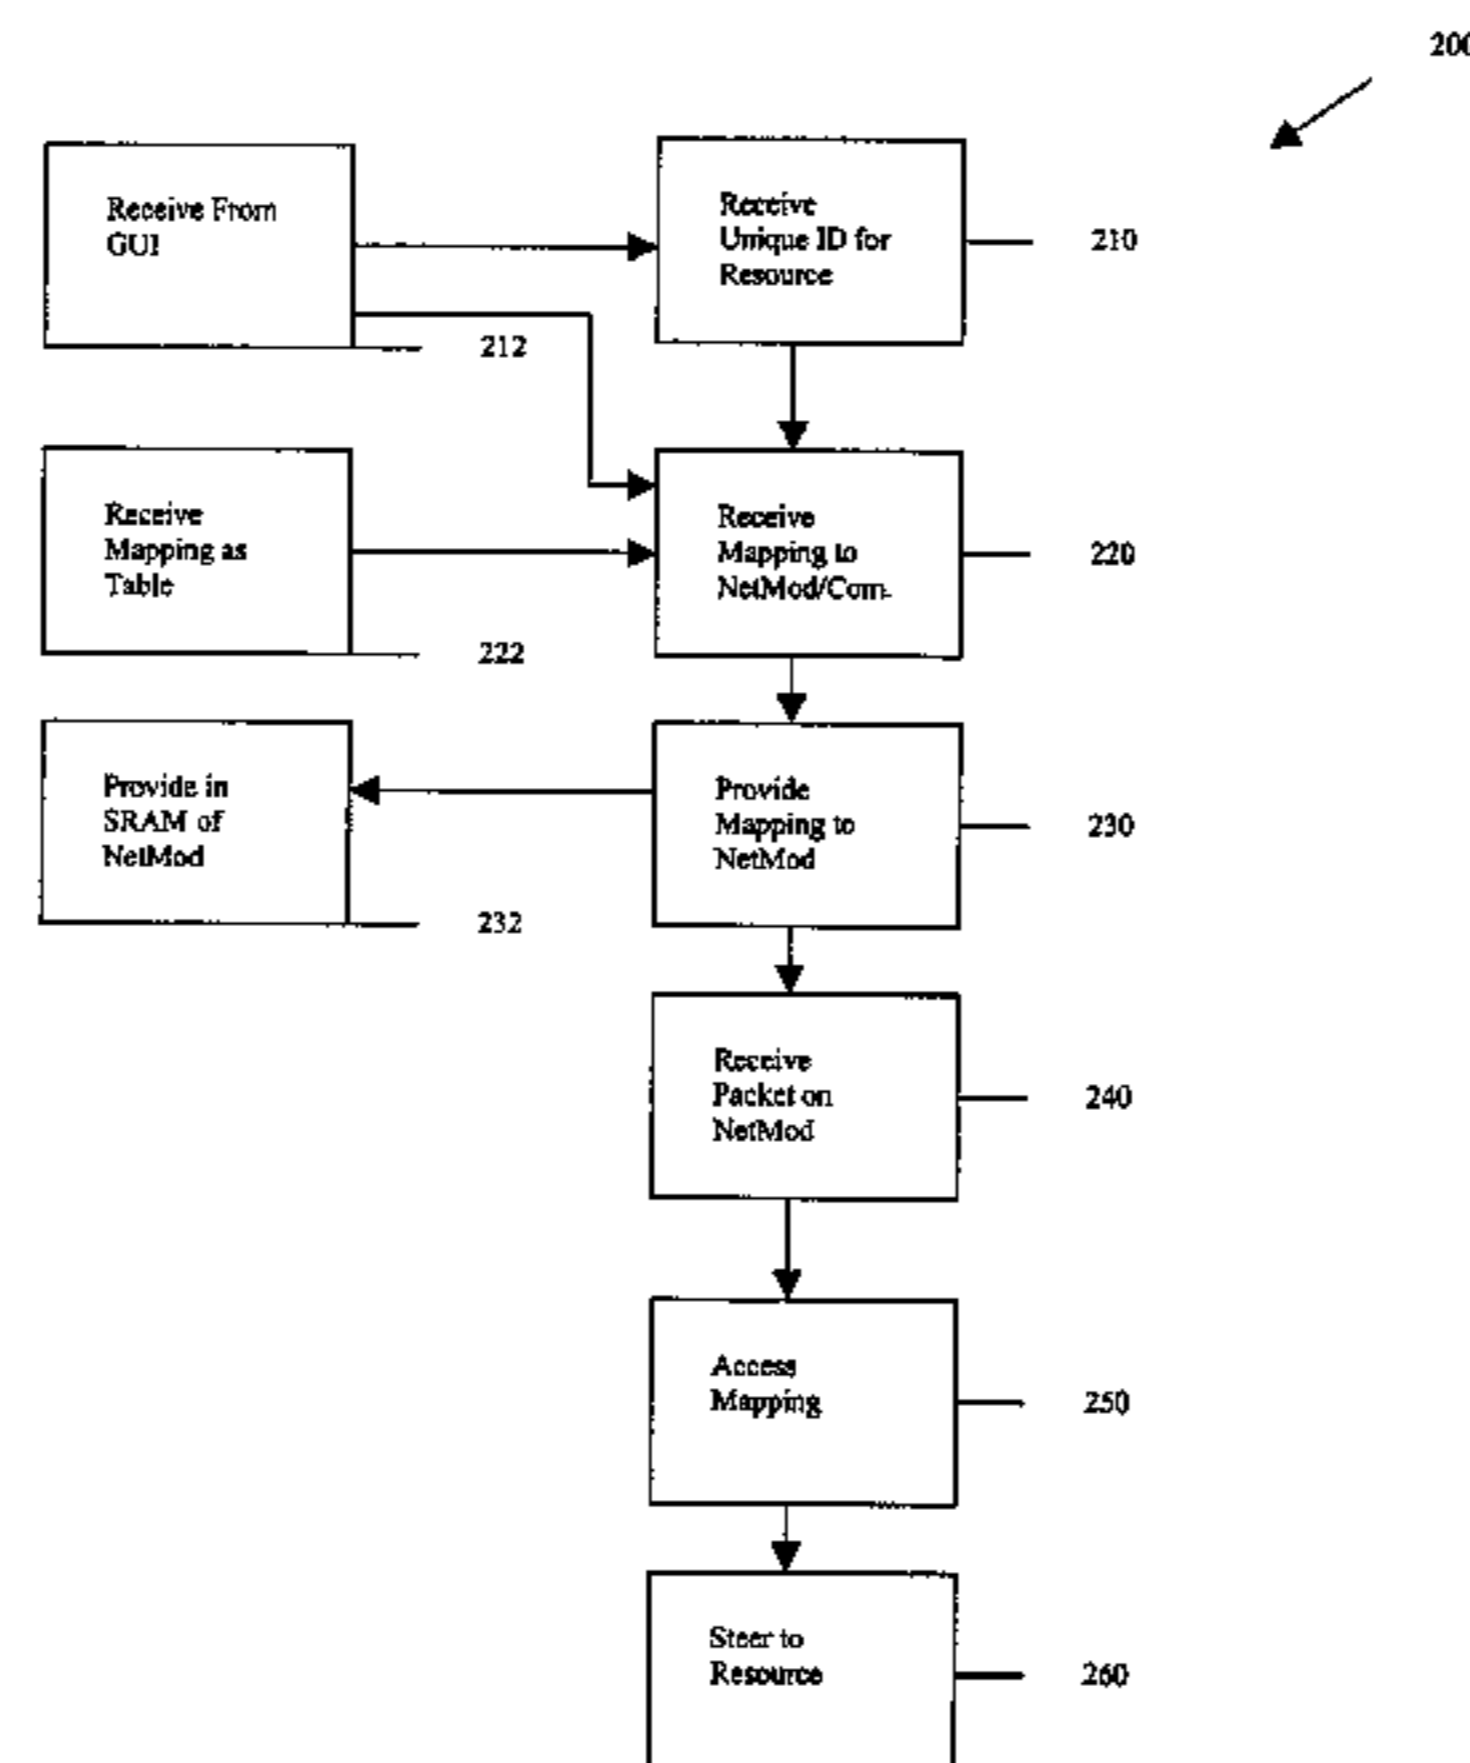 200
Receive From
GUI
212
Receive
Unique ID for
Resource
210
Receive
Mapping as
Table
222
Receive
Mapping to
NetMod/Com.
220
Provide in
SRAM of
NetMod
232
Provide
Mapping to
NetMod
230
Receive
Packet on
NetMod
240
Access
Mapping
250
Steer to
Resource
260